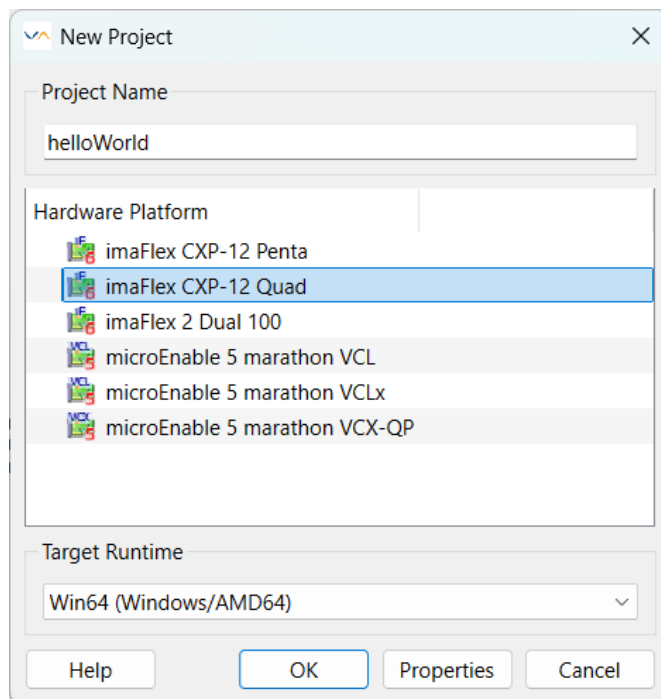 New Project
Project Name
helloWorld
Hardware Platform
imaFlex CXP-12 Penta
imaFlex CXP-12 Quad
imaFlex 2 Dual 100
microEnable 5 marathon VCL
microEnable 5 marathon VCLx
microEnable 5 marathon VCX-QP
Target Runtime
Win64 (Windows/AMD64)
Help OK Properties Cancel